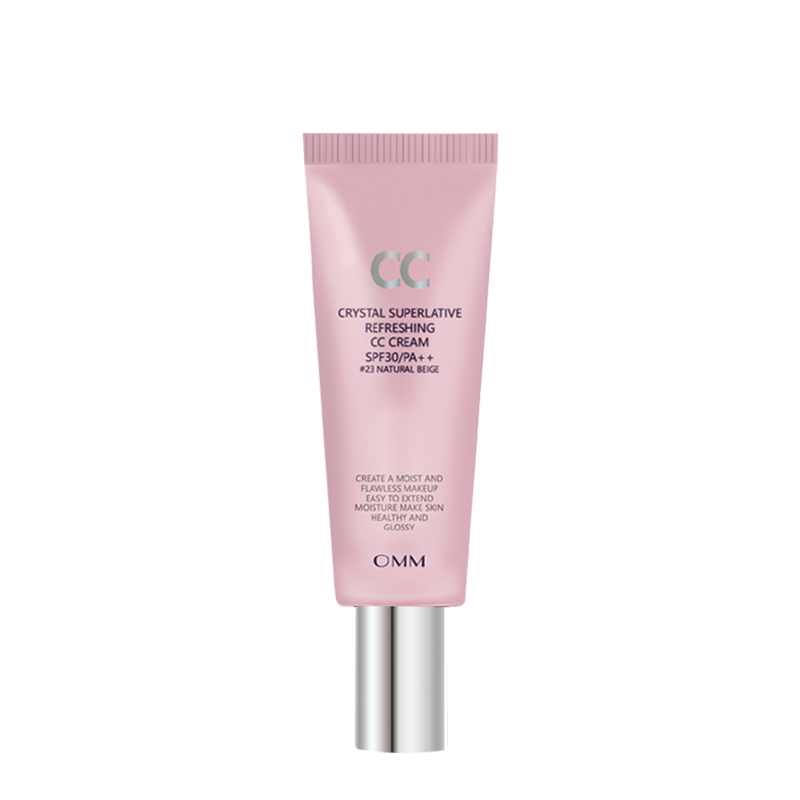 CC
CRYSTAL SUPERLATIVE
REFRESHING
CC CREAM
SPF30/PA++
#23 NATURAL BEIGE
CREATE A MOIST AND
FLAWLESS MAKEUP
EASY TO EXTEND
MOISTURE MAKE SKIN
HEALTHY AND
GLOSSY
OMM